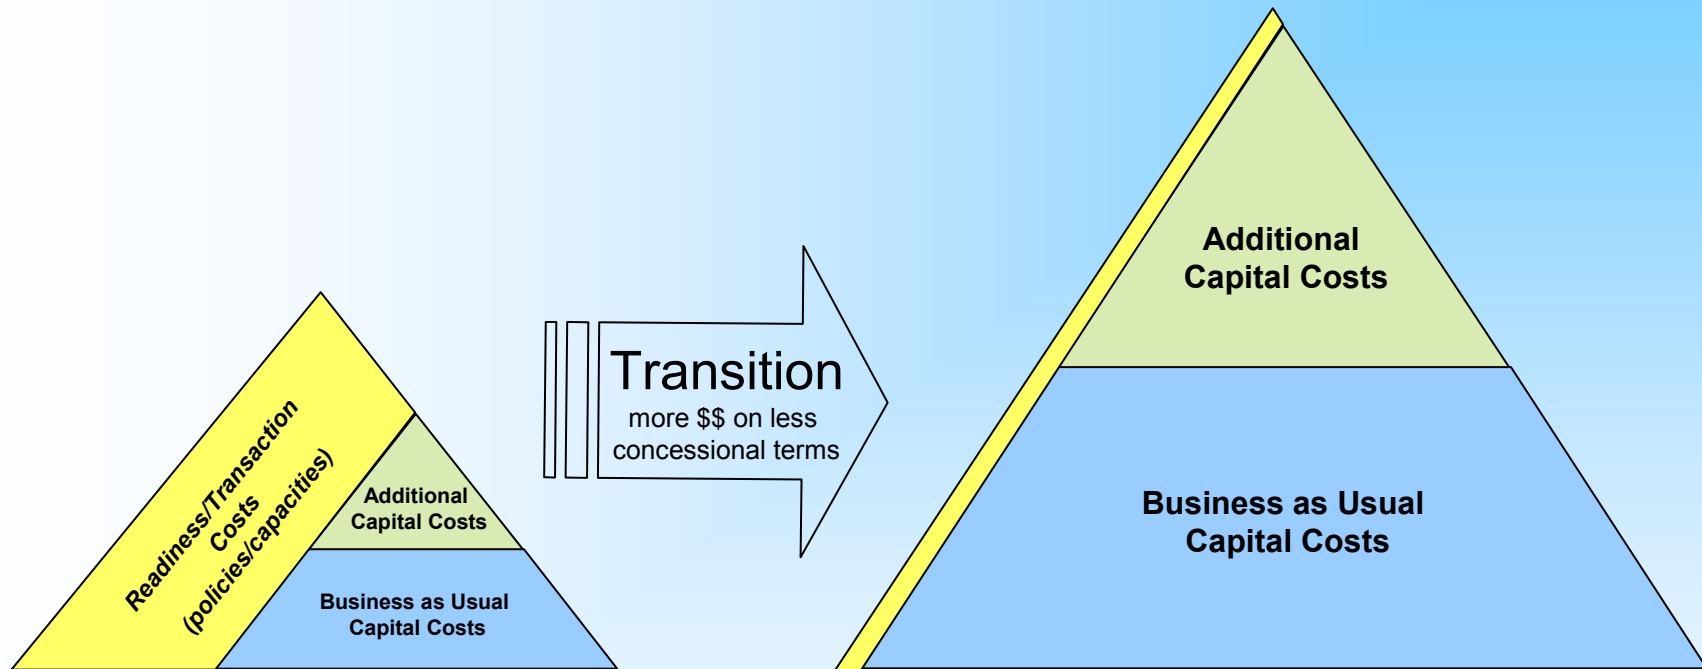 Readiness/Transaction
Costs
(policies/capacities)
Additional
Capital Costs
Business as Usual
Capital Costs
Transition
more $$ on less
concessional terms
Additional
Capital Costs
Business as Usual
Capital Costs